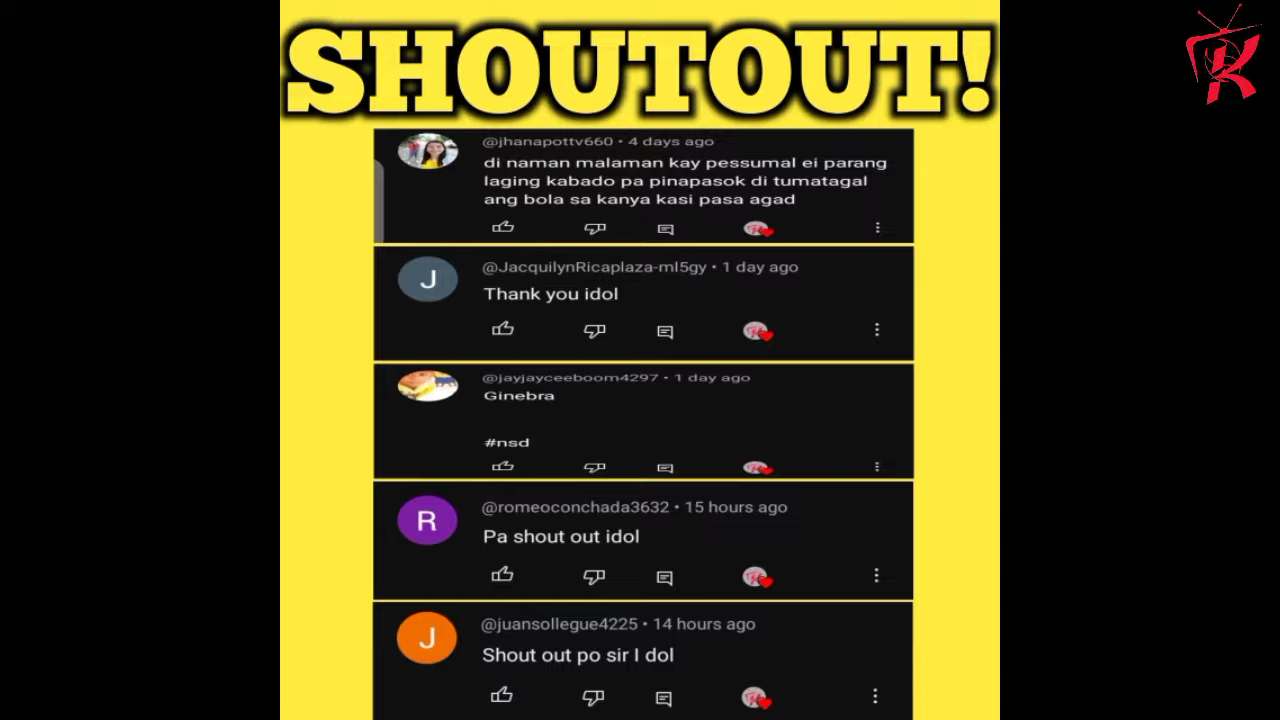 SHOUTOUT!
@jhanapottv660 • 4 days ago
di naman malaman kay pessumal ei parang
laging kabado pa pinapasok di tumatagal
ang bola sa kanya kasi pasa agad
J
@JacquilynRicaplaza-ml5gy • 1 day ago
Thank you idol
@jayjayceeboom4297 • 1 day ago
Ginebra
#nsd
R
@romeoconchada3632 • 15 hours ago
Pa shout out idol
J
@juansollegue4225 • 14 hours ago
Shout out po sir I dol